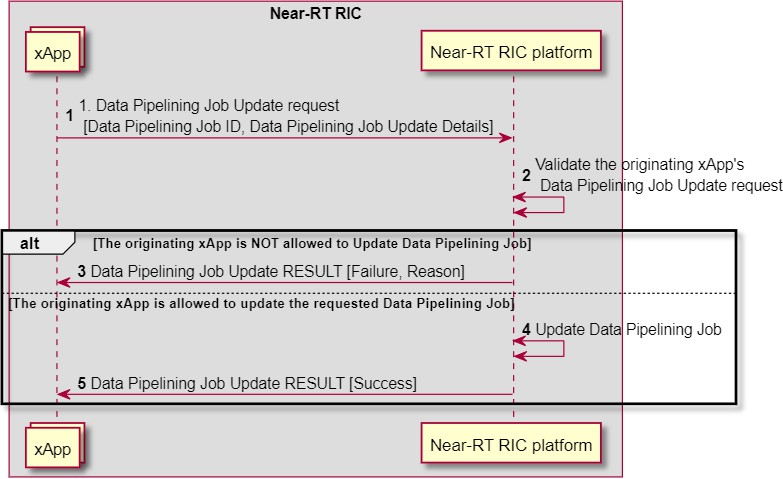 Near-RT RIC
xApp
Near-RT RIC platform
1. Data Pipelining Job Update request
1
[Data Pipelining Job ID, Data Pipelining Job Update Details]
Validate the originating xApp's
2
Data Pipelining Job Update request
alt
[The originating xApp is NOT allowed to Update Data Pipelining Job]
3 Data Pipelining Job Update RESULT [Failure, Reason]
[The originating xApp is allowed to update the requested Data Pipelining Job]
4 Update Data Pipelining Job
5 Data Pipelining Job Update RESULT [Success]
xApp
Near-RT RIC platform